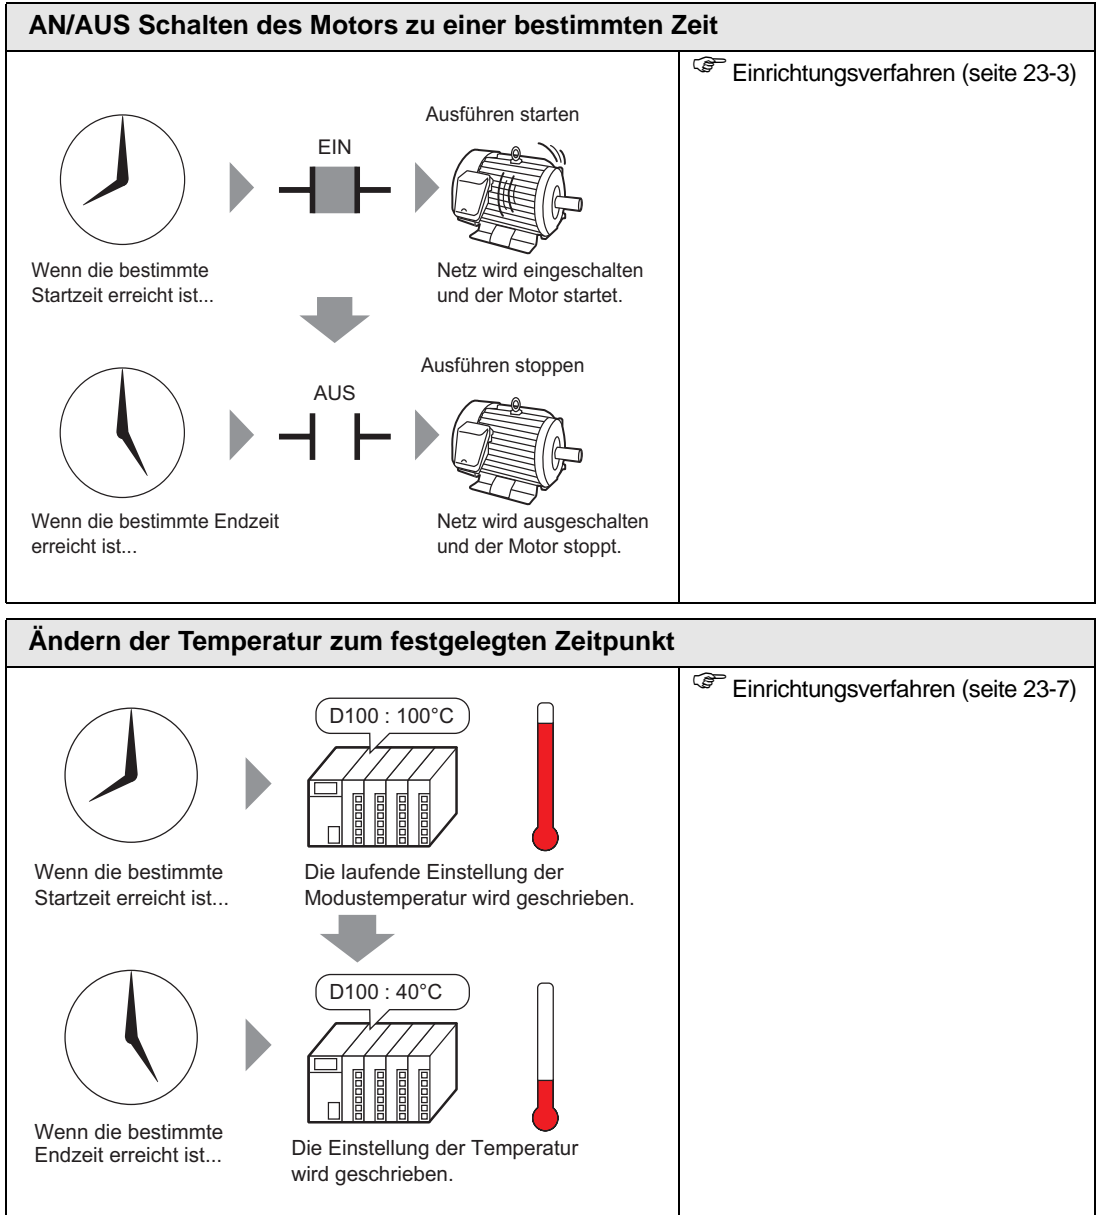 AN/AUS Schalten des Motors zu einer bestimmten Zeit
Einrichtungsverfahren (seite 23-3)
Ausführen starten
EIN
Wenn die bestimmte
Startzeit erreicht ist...
Netz wird eingeschalten
und der Motor startet.
Ausführen stoppen
AUS
Wenn die bestimmte Endzeit
erreicht ist...
Netz wird ausgeschalten
und der Motor stoppt.
Ändern der Temperatur zum festgelegten Zeitpunkt
Einrichtungsverfahren (seite 23-7)
D100 : 100°C
Wenn die bestimmte
Startzeit erreicht ist...
Die laufende Einstellung der
Modustemperatur wird geschrieben.
D100 : 40°C
Wenn die bestimmte
Endzeit erreicht ist...
Die Einstellung der Temperatur
wird geschrieben.